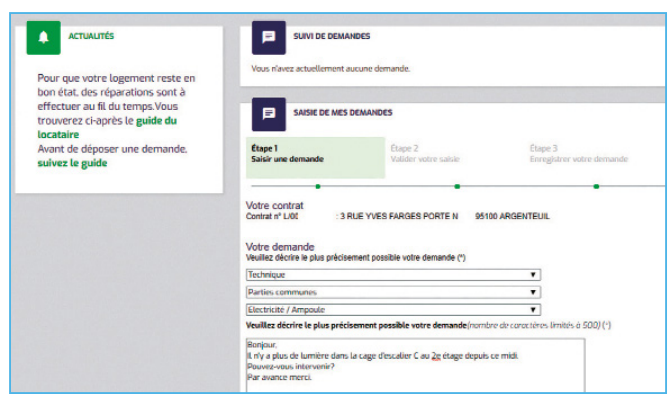 ACTUALITÉS
Pour que votre logement reste en
bon état, des réparations sont à
effectuer au fil du temps.Vous
trouverez ci-après le guide du
locataire
Avant de déposer une demande,
suivez le guide
SUIVI DE DEMANDES
Vous n'avez actuellement aucune demande.
SAISIE DE MES DEMANDES
Étape 1
Saisir une demande
Étape 2
Valider votre saisie
Étape 3
Enregistrer votre demande
Votre contrat
Contrat n° L/00 : 3 RUE YVES FARGES PORTE N 95100 ARGENTEUIL
Votre demande
Veuillez décrire le plus précisement possible votre demande (*)
Technique
Parties communes
Electricité / Ampoule
Veuillez décrire le plus précisement possible votre demande(nombre de caractères limités à 500) (*)
Bonjour,
Il n'y a plus de lumière dans la cage d'escalier C au 2e étage depuis ce midi.
Pouvez-vous intervenir?
Par avance merci.